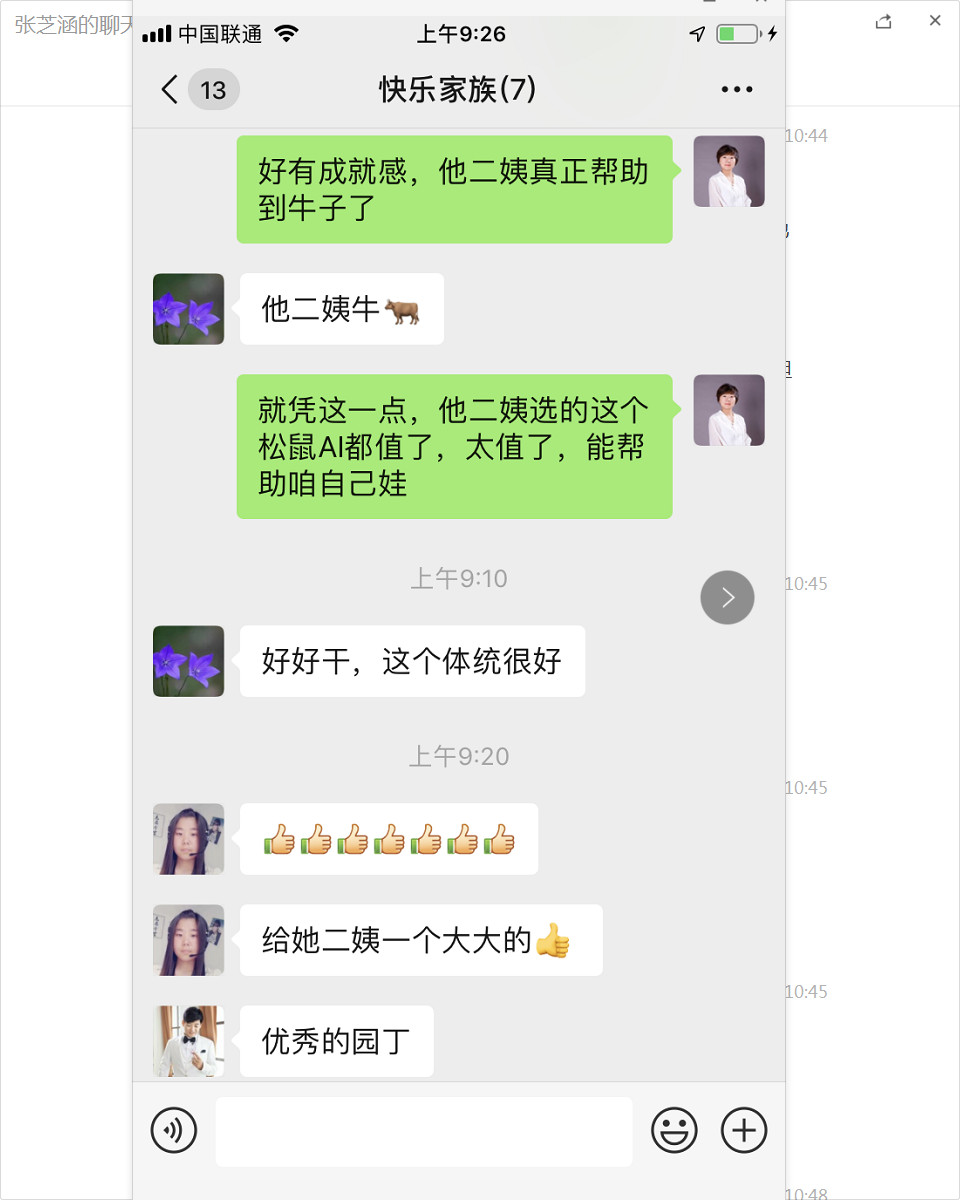 张芝涵的聊天
中国联通
上午9:26
13
快乐家族(7)
10:44
好有成就感，他二姨真正帮助
到牛子了
他二姨牛🐂
就凭这一点，他二姨选的这个
松鼠AI都值了，太值了，能帮
助咱自己娃
上午9:10
10:45
好好干，这个体统很好
上午9:20
10:45
👍👍👍👍👍👍👍
给她二姨一个大大的👍
10:45
优秀的园丁
10:48